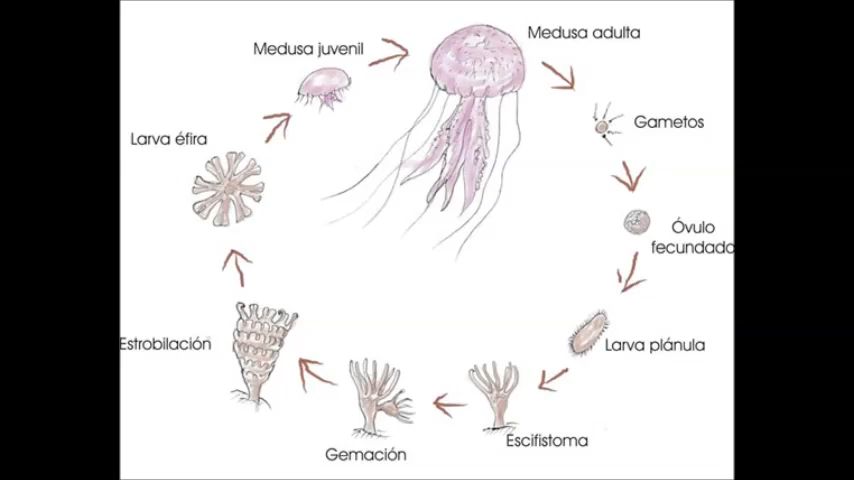 Medusa adulta
Medusa juvenil
Gametos
Larva éfira
Óvulo
fecundado
Estrobilación
Larva plánula
Escifistoma
Gemación